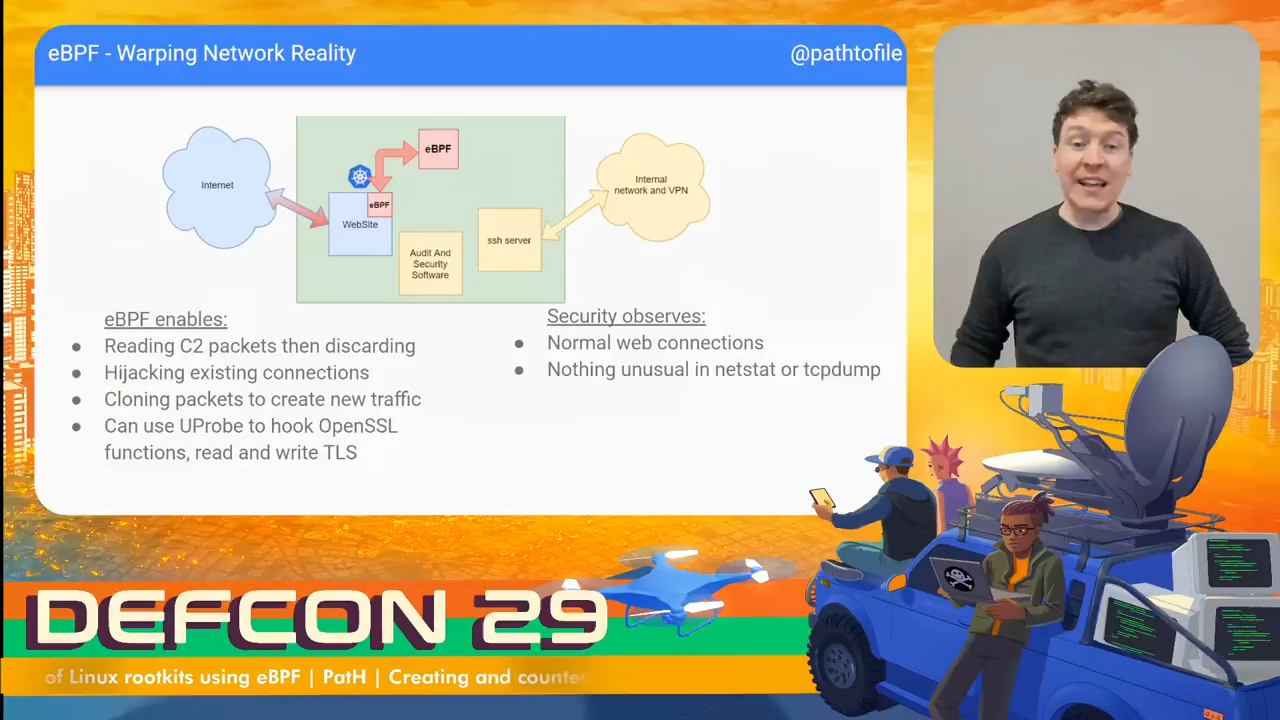 eBPF - Warping Network Reality
@pathtofile
Internet
eBPF
eBPF
WebSite
Audit And
Security
Software
ssh server
Internal
network and VPN
eBPF enables:
Reading C2 packets then discarding
Hijacking existing connections
Cloning packets to create new traffic
Can use UProbe to hook OpenSSL
functions, read and write TLS
Security observes:
Normal web connections
Nothing unusual in netstat or tcpdump
DEFCON 29
of Linux rootkits using eBPF | PatH | Creating and counte